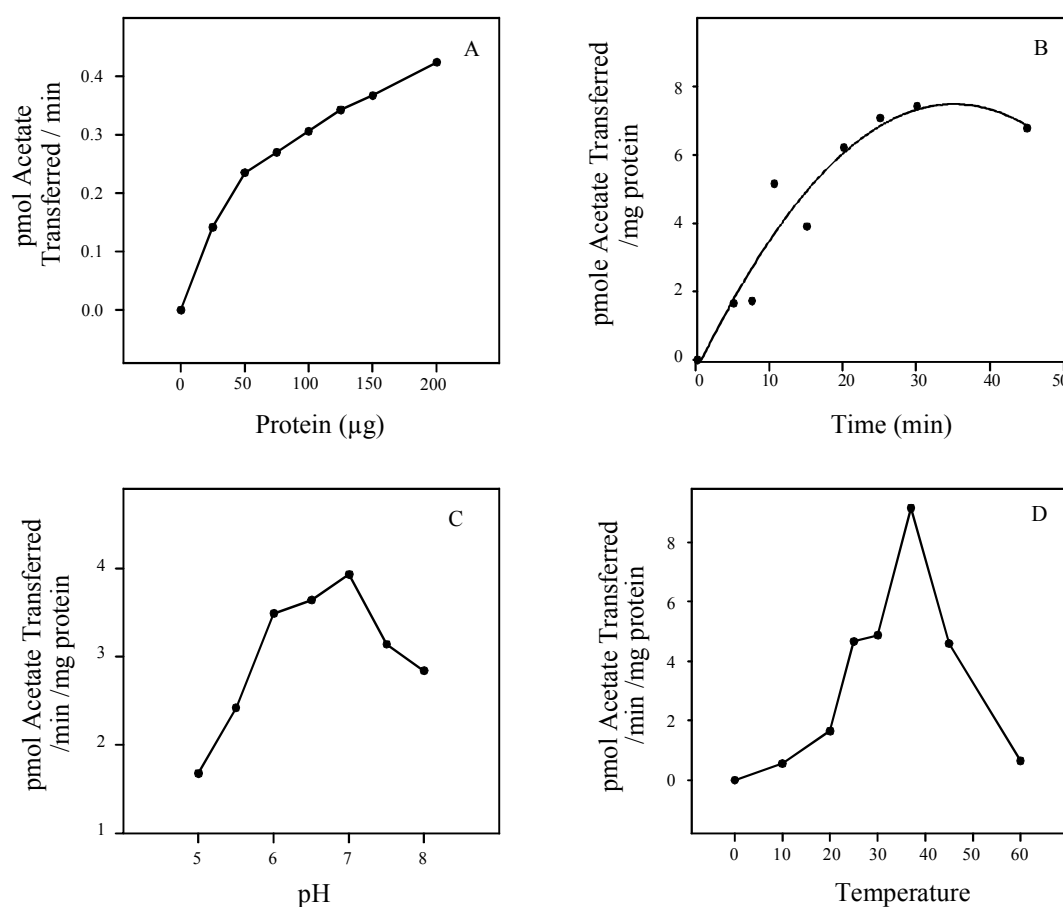 A
pmol Acetate
Transferred / min
0.4
0.3
0.2
0.1
0.0
0 50 100 150 200
Protein (µg)
B
pmole Acetate Transferred
/mg protein
8
6
4
2
0
0 10 20 30 40 50
Time (min)
C
pmol Acetate Transferred
/min /mg protein
4
3
2
1
5 6 7 8
pH
D
pmol Acetate Transferred
/min /mg protein
8
6
4
2
0
0 10 20 30 40 50 60
Temperature